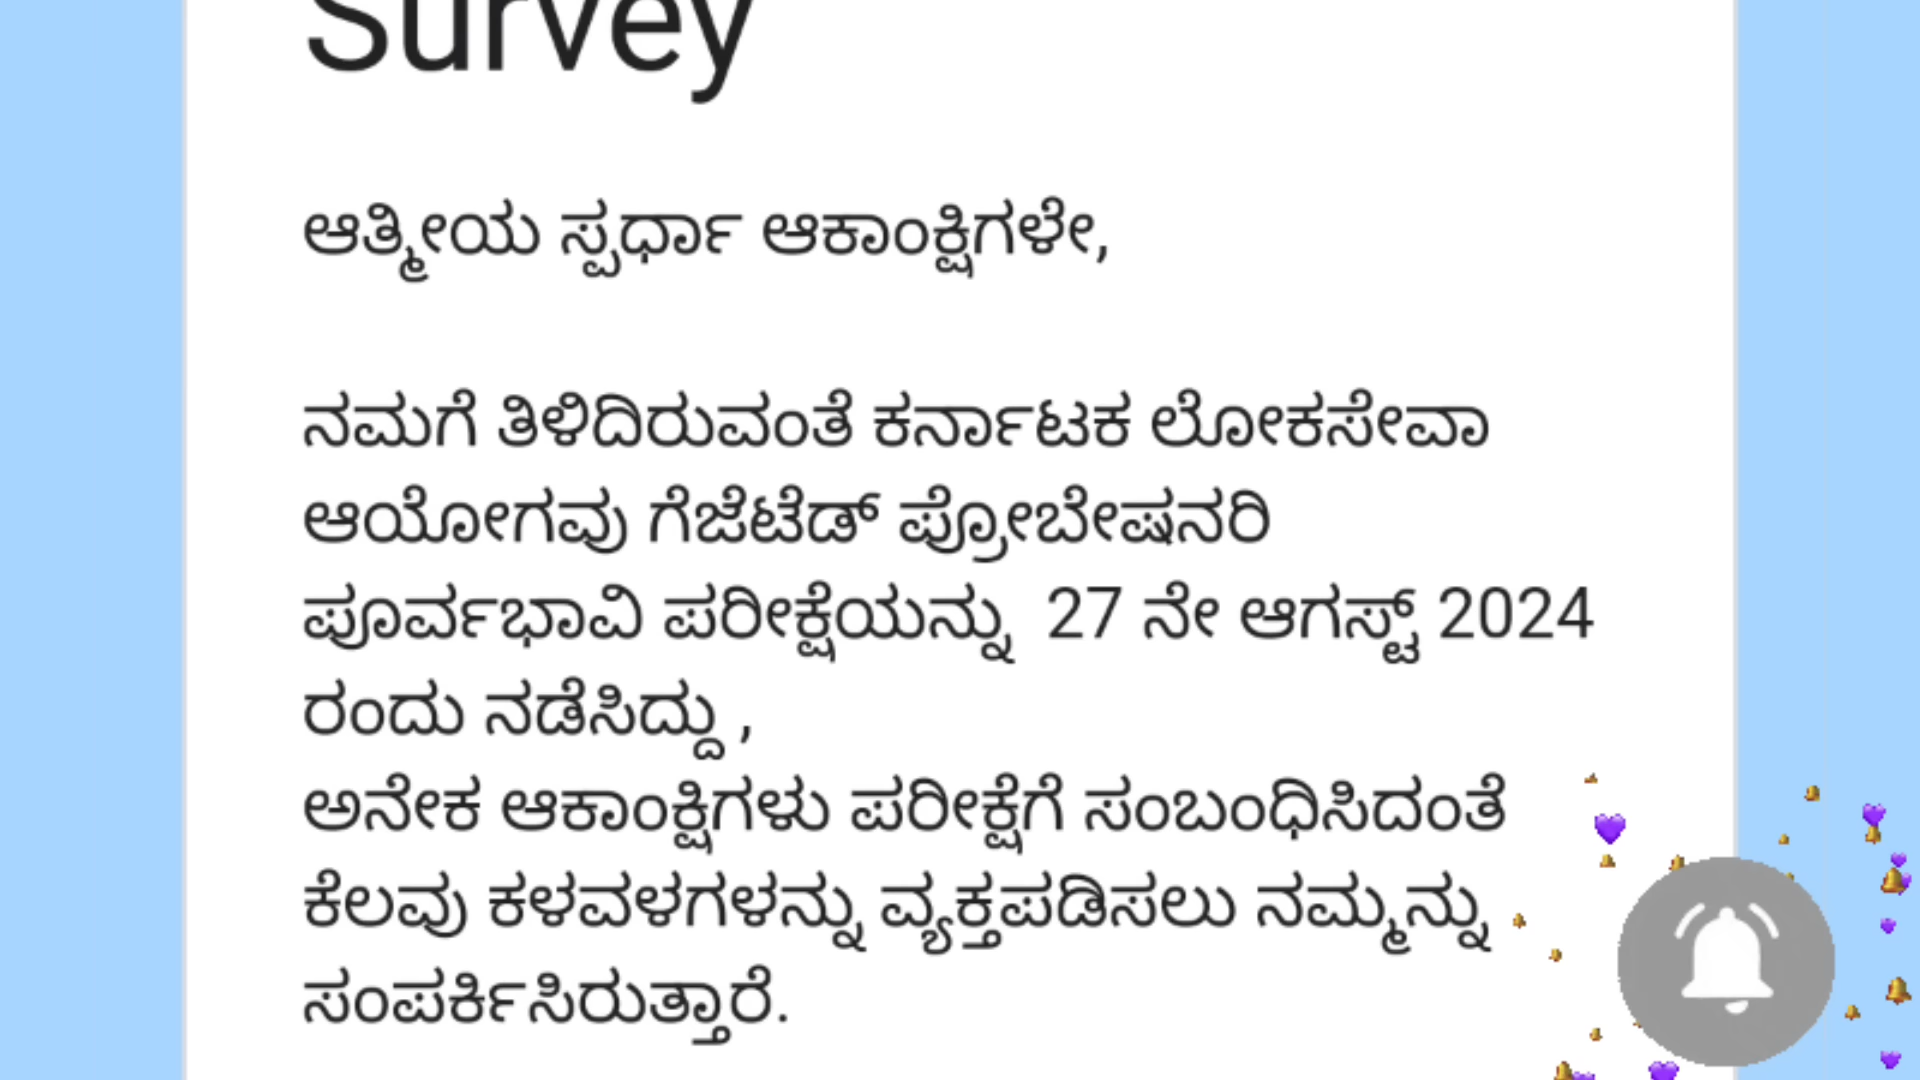 Survey
ಆತ್ಮೀಯ ಸ್ಪರ್ಧಾ ಆಕಾಂಕ್ಷಿಗಳೇ,
ನಮಗೆ ತಿಳಿದಿರುವಂತೆ ಕರ್ನಾಟಕ ಲೋಕಸೇವಾ
ಆಯೋಗವು ಗೆಜೆಟೆಡ್ ಪ್ರೋಬೇಷನರಿ
ಪೂರ್ವಭಾವಿ ಪರೀಕ್ಷೆಯನ್ನು 27 ನೇ ಆಗಸ್ಟ್ 2024
ರಂದು ನಡೆಸಿದ್ದು ,
ಅನೇಕ ಆಕಾಂಕ್ಷಿಗಳು ಪರೀಕ್ಷೆಗೆ ಸಂಬಂಧಿಸಿದಂತೆ
ಕೆಲವು ಕಳವಳಗಳನ್ನು ವ್ಯಕ್ತಪಡಿಸಲು ನಮ್ಮನ್ನು
ಸಂಪರ್ಕಿಸಿರುತ್ತಾರೆ.